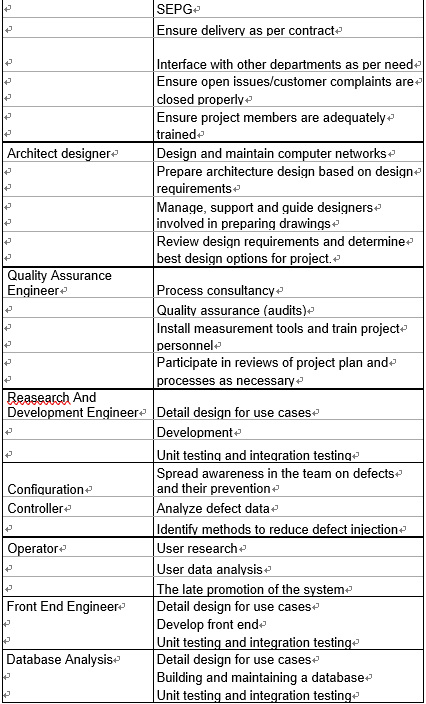 SEPG
Ensure delivery as per contract
Interface with other departments as per need
Ensure open issues/customer complaints are
closed properly
Ensure project members are adequately
trained
Architect designer
Design and maintain computer networks
Prepare architecture design based on design
requirements
Manage, support and guide designers
involved in preparing drawings
Review design requirements and determine
best design options for project.
Quality Assurance
Engineer
Process consultancy
Quality assurance (audits)
Install measurement tools and train project
personnel
Participate in reviews of project plan and
processes as necessary
Reasearch And
Development Engineer
Detail design for use cases
Development
Unit testing and integration testing
Configuration
Controller
Spread awareness in the team on defects
and their prevention
Analyze defect data
Identify methods to reduce defect injection
Operator
User research
User data analysis
The late promotion of the system
Front End Engineer
Detail design for use cases
Develop front end
Unit testing and integration testing
Database Analysis
Detail design for use cases
Building and maintaining a database
Unit testing and integration testing